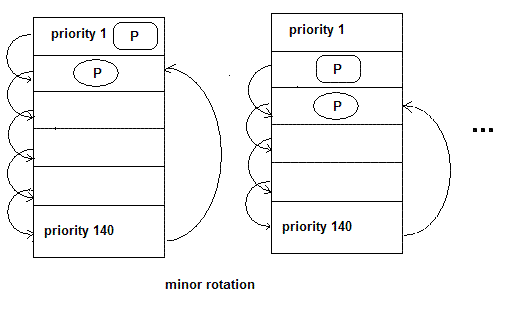 priority 1 P
P
priority 140
priority 1
P
P
priority 140
...
minor rotation